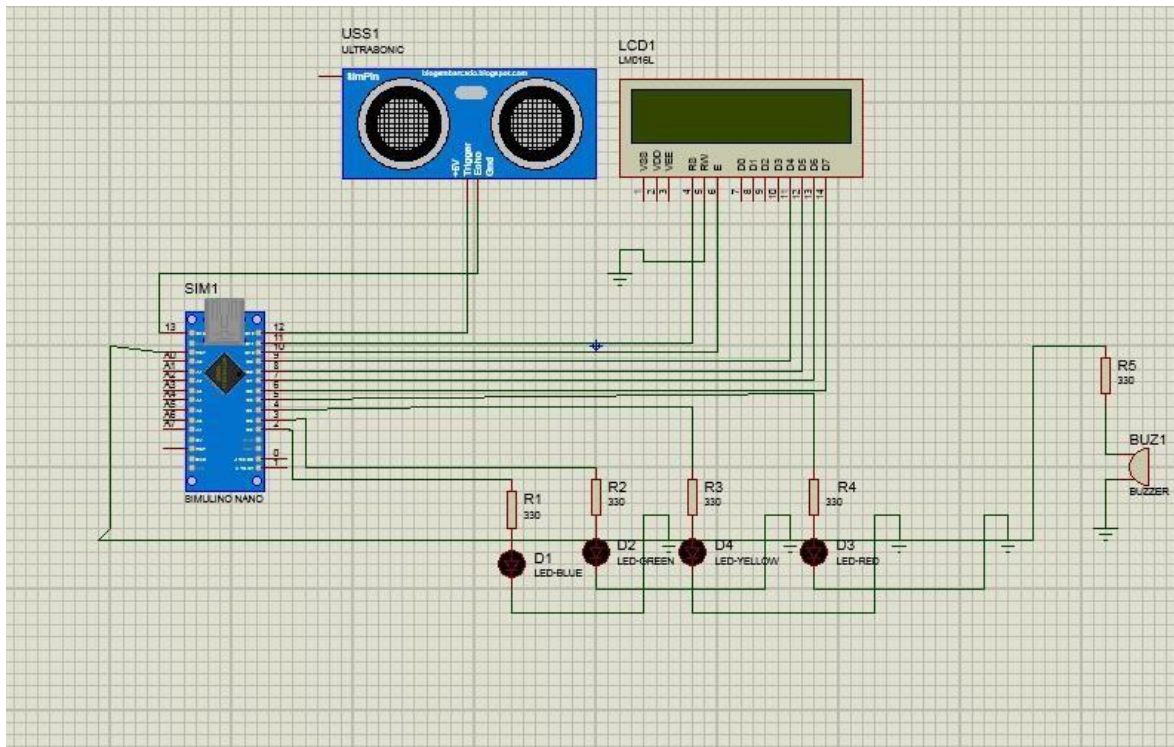 USS1
ULTRASONIC
SimPin
blogembarcado.blogspot.com
+5V
Trigger
Echo
Gnd
LCD1
LM016L
VSS
VDD
VEE
RS
RW
E
D0
D1
D2
D3
D4
D5
D6
D7
1
2
3
4
5
6
7
8
9
10
11
12
13
14
SIM1
13
A0
A1
A2
A3
A4
A5
A6
A7
12
11
10
9
8
7
6
5
4
3
2
0
1
SIMULINO NANO
R1
330
R2
330
R3
330
R4
330
R5
330
D1
LED-BLUE
D2
LED-GREEN
D4
LED-YELLOW
D3
LED-RED
BUZ1
BUZZER